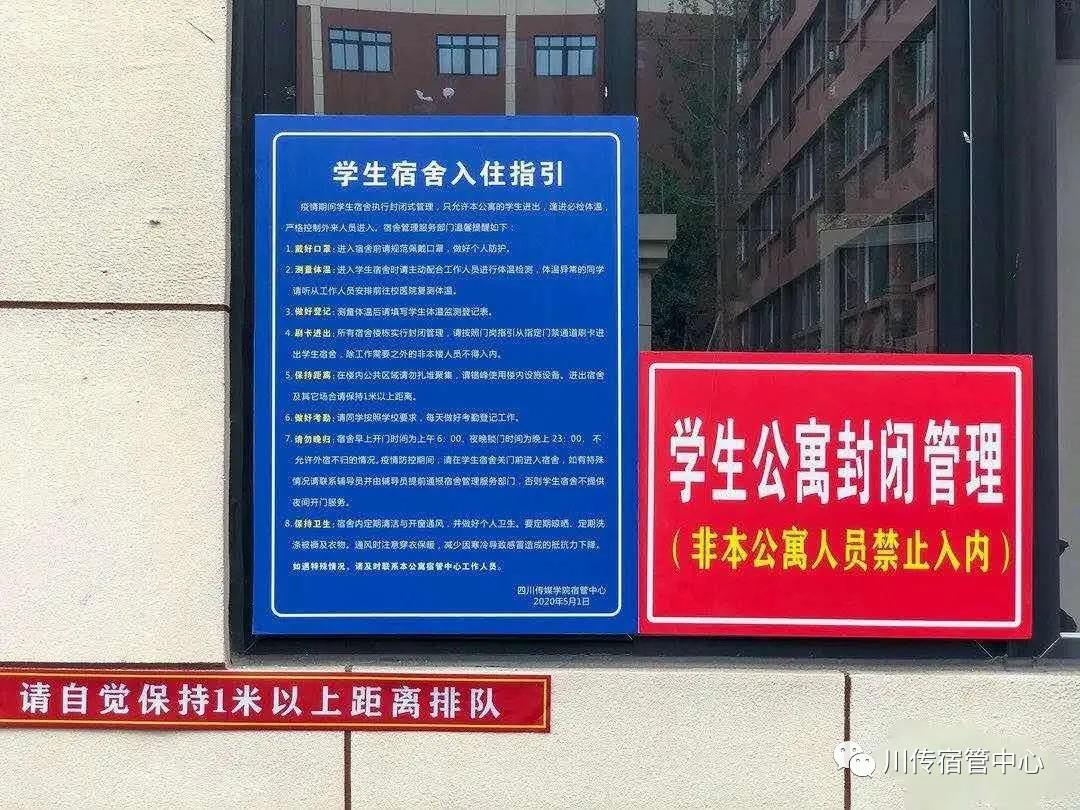 学生宿舍入住指引
疫情期间学生宿舍执行封闭式管理，只允许本公寓的学生进出，逢进必检体温，
严格控制外来人员进入。宿舍管理服务部门温馨提醒如下：
1. 戴好口罩：进入宿舍前请规范佩戴口罩，做好个人防护。
2. 测量体温：进入学生宿舍时请主动配合工作人员进行体温检测，体温异常的同学
请听从工作人员安排前往校医院复测体温。
3. 做好登记：测量体温后请填写学生体温监测登记表。
4. 刷卡进出：所有宿舍楼栋实行封闭管理，请按照门岗指引从指定门禁通道刷卡进
出学生宿舍，除工作需要之外的非本楼人员不得入内。
5. 保持距离：在楼内公共区域请勿扎堆聚集，请错峰使用楼内设施设备。进出宿舍
及其它场合请保持1米以上距离。
6. 做好考勤：请同学按照学校要求，每天做好考勤登记工作。
7. 请勿晚归：宿舍早上开门时间为上午 6：00，夜晚锁门时间为晚上 23：00，不
允许外宿不归的情况。疫情防控期间，请在学生宿舍关门前进入宿舍，如有特殊
情况请联系辅导员并由辅导员提前通报宿舍管理服务部门，否则学生宿舍不提供
夜间开门服务。
8. 保持卫生：宿舍内定期清洁与开窗通风，并做好个人卫生。要定期晾晒、定期洗
涤被褥及衣物。通风时注意穿衣保暖，减少因寒冷导致感冒造成的抵抗力下降。
如遇特殊情况，请及时联系本公寓宿管中心工作人员。
四川传媒学院宿管中心
2020年5月1日
学生公寓封闭管理
（非本公寓人员禁止入内）
请自觉保持1米以上距离排队
川传宿管中心